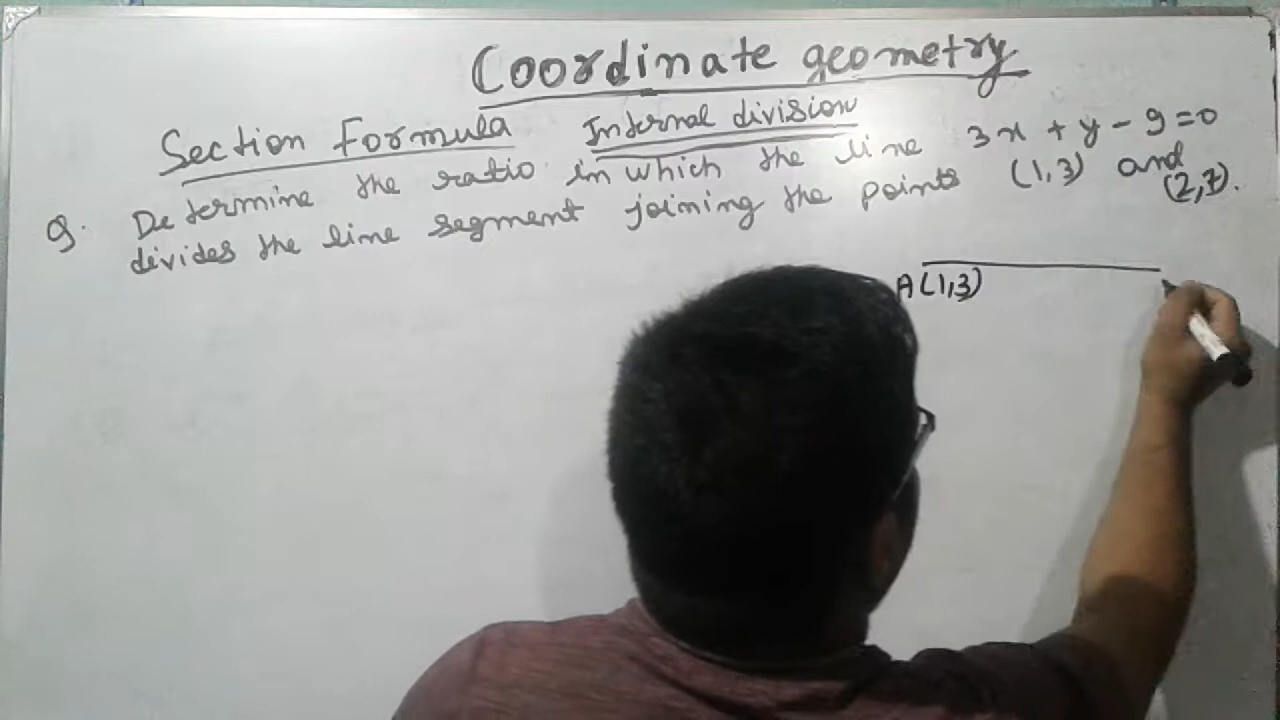 Coordinate geometry
Section Formula Internal division
Q. Determine the ratio in which the line 3x + y - 9 = 0
divides the line segment joining the points (1,3) and
(2,7).
A(1,3)